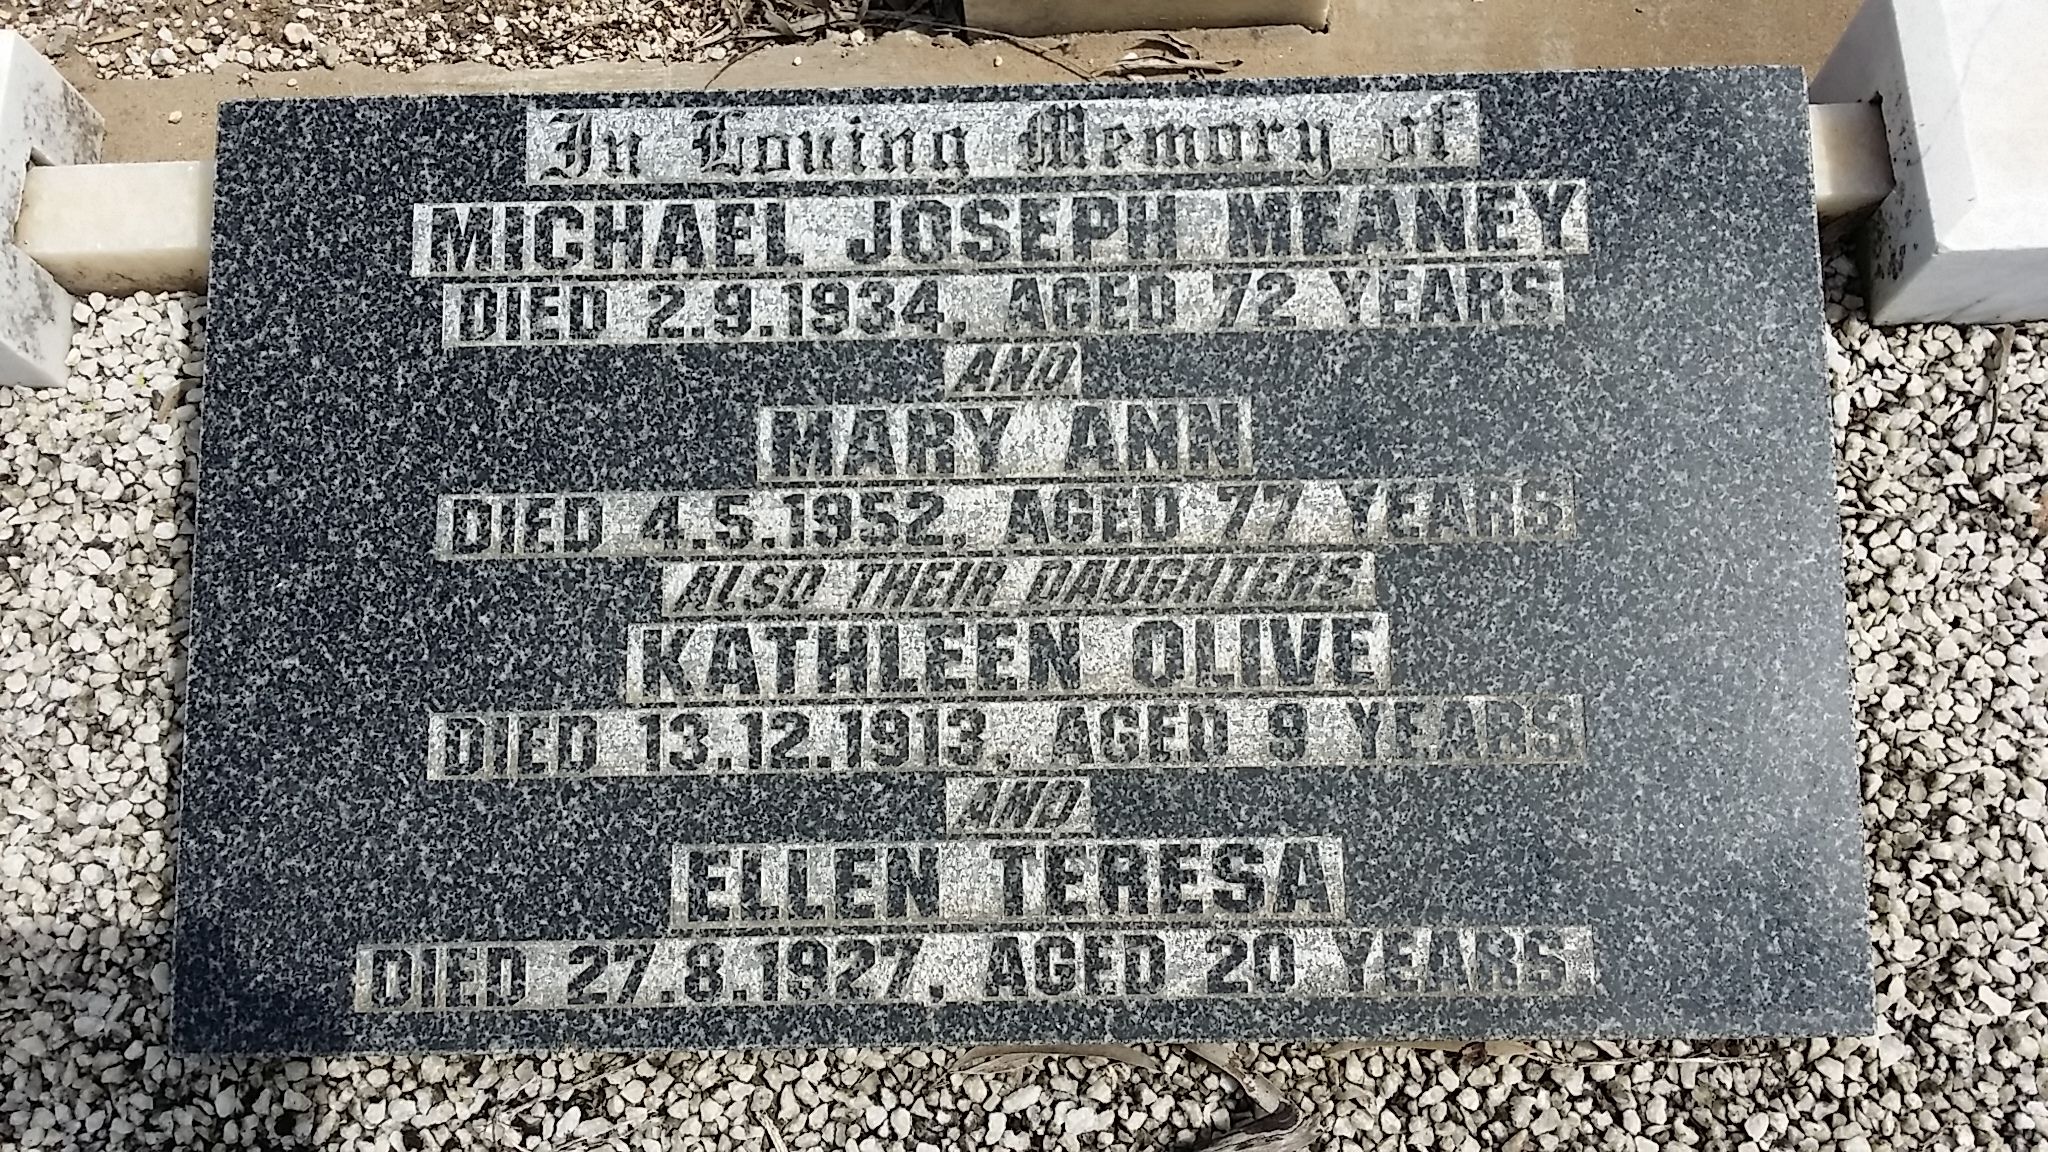 In Loving Memory of
MICHAEL JOSEPH MEANEY
DIED 2.9.1934, AGED 72 YEARS
AND
MARY ANN
DIED 4.5.1952, AGED 77 YEARS
ALSO THEIR DAUGHTERS
KATHLEEN OLIVE
DIED 13.12.1913, AGED 9 YEARS
AND
ELLEN TERESA
DIED 27.8.1927, AGED 20 YEARS